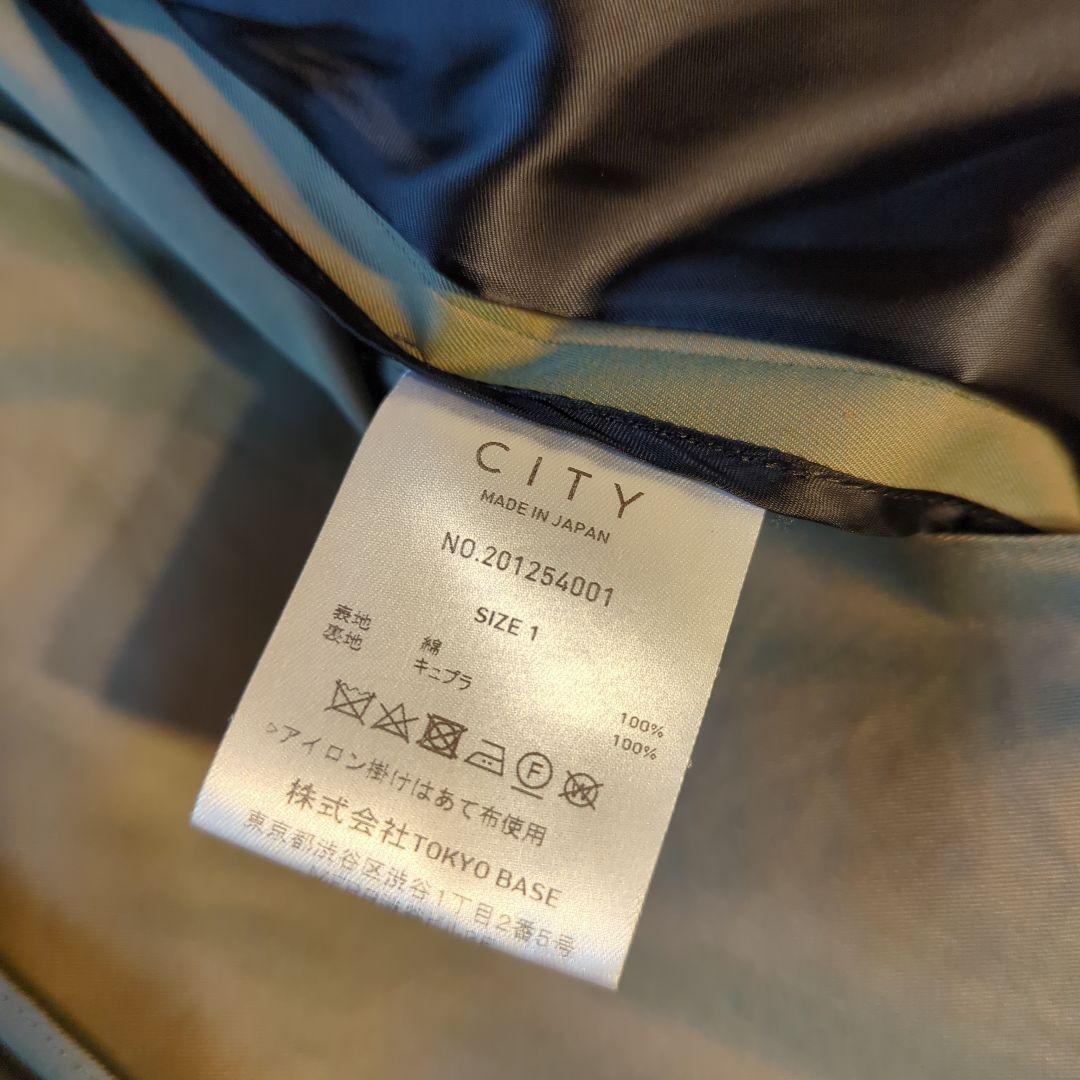 CITY
MADE IN JAPAN
NO.201254001
SIZE 1
表地 綿 100%
裏地 キュプラ 100%
F
W
>アイロン掛けはあて布使用
株式会社TOKYO BASE
東京都渋谷区渋谷1丁目2番5号